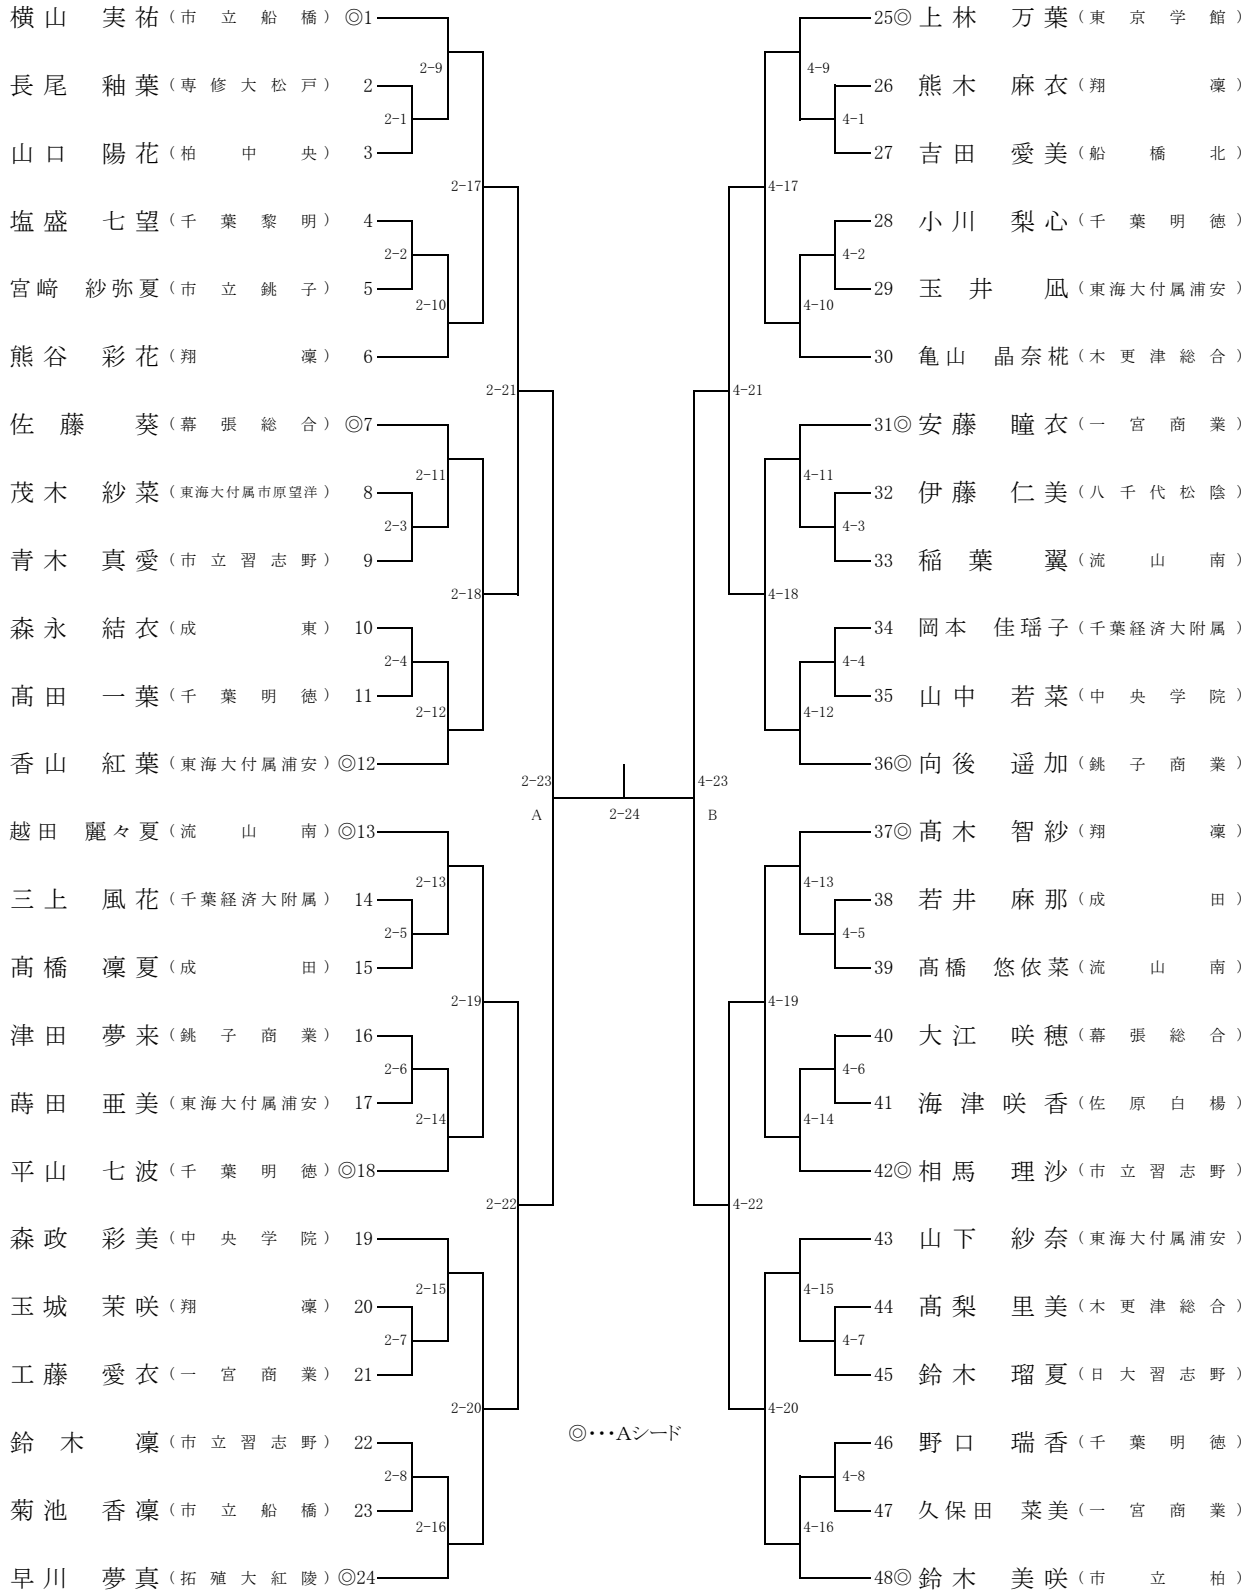 横山 実祐（市立船橋）◎1
2-9
長尾 釉葉（専修大松戸）2
2-1
山口 陽花（柏中央）3
2-17
塩盛 七望（千葉黎明）4
2-2
宮﨑 紗弥夏（市立銚子）5
2-10
熊谷 彩花（翔凜）6
2-21
佐藤 葵（幕張総合）◎7
2-11
茂木 紗菜（東海大付属市原望洋）8
2-3
青木 真愛（市立習志野）9
2-18
森永 結衣（成東）10
2-4
髙田 一葉（千葉明徳）11
2-12
香山 紅葉（東海大付属浦安）◎12
2-23
A
越田 麗々夏（流山南）◎13
2-13
三上 風花（千葉経済大附属）14
2-5
髙橋 凜夏（成田）15
2-19
津田 夢来（銚子商業）16
2-6
蒔田 亜美（東海大付属浦安）17
2-14
平山 七波（千葉明徳）◎18
2-22
森政 彩美（中央学院）19
2-15
玉城 茉咲（翔凜）20
2-7
工藤 愛衣（一宮商業）21
2-20
鈴木 凜（市立習志野）22
2-8
菊池 香凜（市立船橋）23
2-16
早川 夢真（拓殖大紅陵）◎24
2-24
◎・・・Aシード
25◎ 上林 万葉（東京学館）
4-9
26 熊木 麻衣（翔凜）
4-1
27 吉田 愛美（船橋北）
4-17
28 小川 梨心（千葉明徳）
4-2
29 玉井 凪（東海大付属浦安）
4-10
30 亀山 晶奈椛（木更津総合）
4-21
31◎ 安藤 瞳衣（一宮商業）
4-11
32 伊藤 仁美（八千代松陰）
4-3
33 稲葉 翼（流山南）
4-18
34 岡本 佳瑶子（千葉経済大附属）
4-4
35 山中 若菜（中央学院）
4-12
36◎ 向後 遥加（銚子商業）
4-23
B
37◎ 髙木 智紗（翔凜）
4-13
38 若井 麻那（成田）
4-5
39 髙橋 悠依菜（流山南）
4-19
40 大江 咲穂（幕張総合）
4-6
41 海津咲香（佐原白楊）
4-14
42◎ 相馬 理沙（市立習志野）
4-22
43 山下 紗奈（東海大付属浦安）
4-15
44 髙梨 里美（木更津総合）
4-7
45 鈴木 瑠夏（日大習志野）
4-20
46 野口 瑞香（千葉明徳）
4-8
47 久保田 菜美（一宮商業）
4-16
48◎ 鈴木 美咲（市立柏）